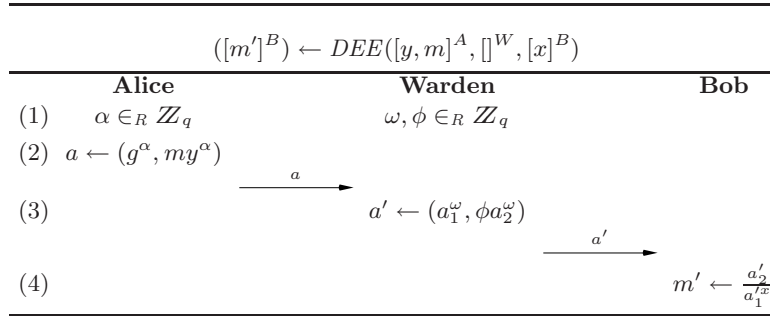 ([m′]^B) ← DEE([y, m]^A, []^W, [x]^B)
Alice Warden Bob
(1) α ∈_R ℤ_q ω, ϕ ∈_R ℤ_q
(2) a ← (g^α, my^α)
a
(3) a′ ← (a_1^ω, ϕa_2^ω)
a′
(4) m′ ← a′_2 / a′_1^x